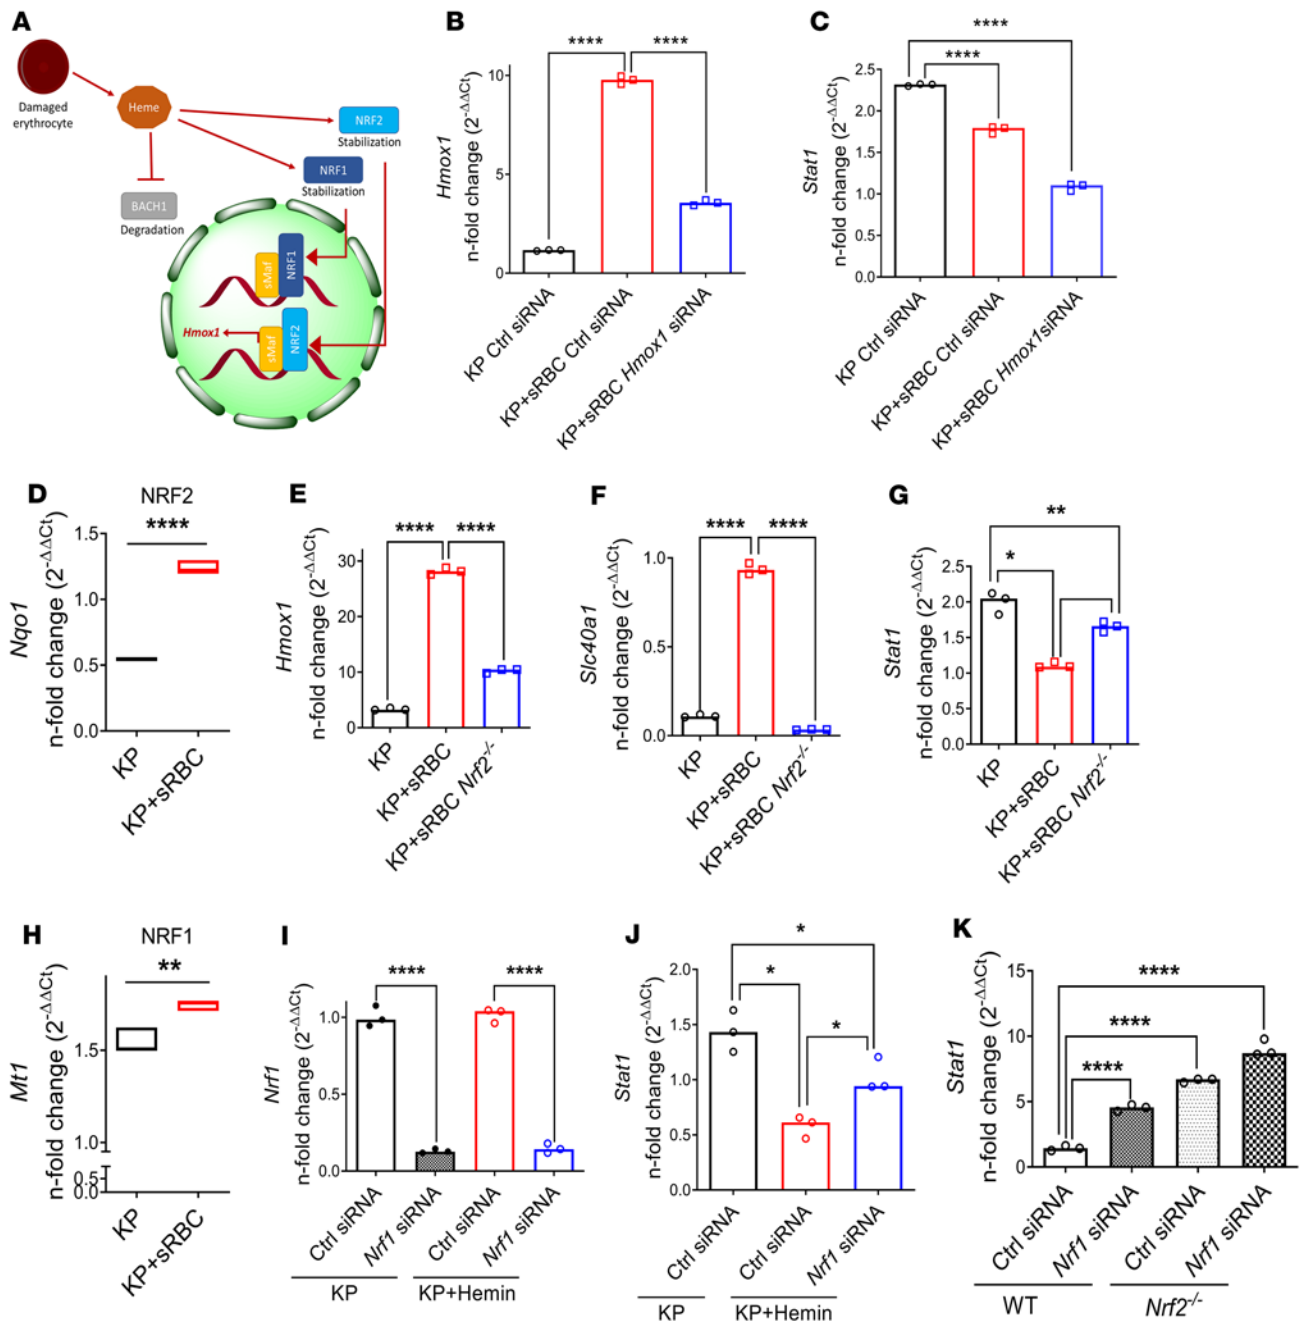 A
Damaged
erythrocyte
Heme
NRF2
Stabilization
NRF1
Stabilization
BACH1
Degradation
sMaf
NRF1
Hmox1
sMaf
NRF2
B
****
****
Hmox1
n-fold change (2-ΔΔCt)
10
5
0
KP Ctrl siRNA
KP+sRBC Ctrl siRNA
KP+sRBC Hmox1 siRNA
C
****
****
Stat1
n-fold change (2-ΔΔCt)
2.5
2.0
1.5
1.0
0.5
0.0
KP Ctrl siRNA
KP+sRBC Ctrl siRNA
KP+sRBC Hmox1siRNA
D
NRF2
****
Nqo1
n-fold change (2-ΔΔCt)
1.5
1.0
0.5
0.0
KP
KP+sRBC
E
****
****
Hmox1
n-fold change (2-ΔΔCt)
30
20
10
0
KP
KP+sRBC
KP+sRBC Nrf2-/-
F
****
****
Slc40a1
n-fold change (2-ΔΔCt)
1.0
0.5
0.0
KP
KP+sRBC
KP+sRBC Nrf2-/-
G
**
*
Stat1
n-fold change (2-ΔΔCt)
2.5
2.0
1.5
1.0
0.5
0.0
KP
KP+sRBC
KP+sRBC Nrf2-/-
H
NRF1
**
Mt1
n-fold change (2-ΔΔCt)
1.5
1.0
0.5
0.0
KP
KP+sRBC
I
****
****
Nrf1
n-fold change (2-ΔΔCt)
1.0
0.5
0.0
Ctrl siRNA
Nrf1 siRNA
Ctrl siRNA
Nrf1 siRNA
KP
KP+Hemin
J
*
*
*
Stat1
n-fold change (2-ΔΔCt)
2.0
1.5
1.0
0.5
0.0
Ctrl siRNA
Ctrl siRNA
Nrf1 siRNA
KP
KP+Hemin
K
****
****
****
Stat1
n-fold change (2-ΔΔCt)
15
10
5
0
Ctrl siRNA
Nrf1 siRNA
Ctrl siRNA
Nrf1 siRNA
WT
Nrf2-/-